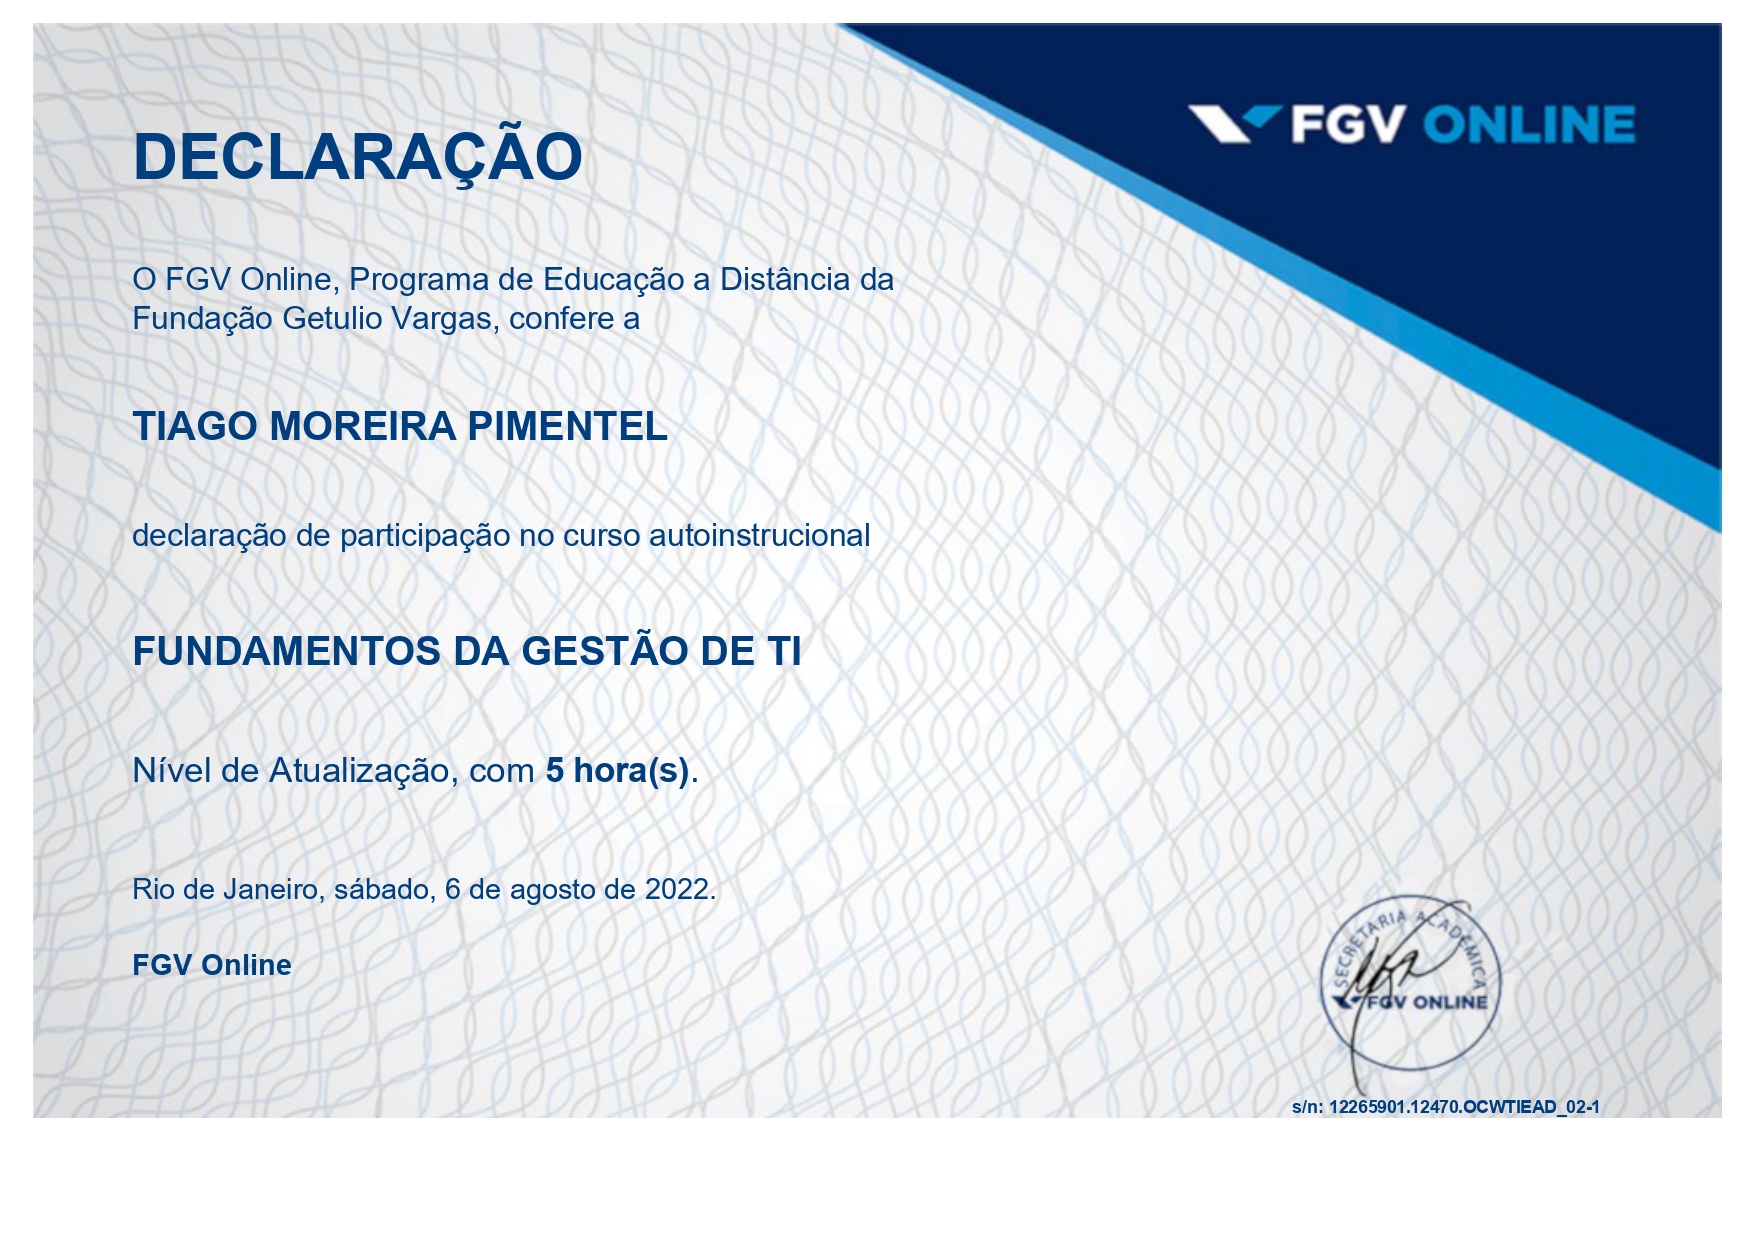 FGV ONLINE
DECLARAÇÃO
O FGV Online, Programa de Educação a Distância da
Fundação Getulio Vargas, confere a
TIAGO MOREIRA PIMENTEL
declaração de participação no curso autoinstrucional
FUNDAMENTOS DA GESTÃO DE TI
Nível de Atualização, com 5 hora(s).
Rio de Janeiro, sábado, 6 de agosto de 2022.
FGV Online
SECRETARIA ACADÊMICA
FGV ONLINE
s/n: 12265901.12470.OCWTIEAD_02-1